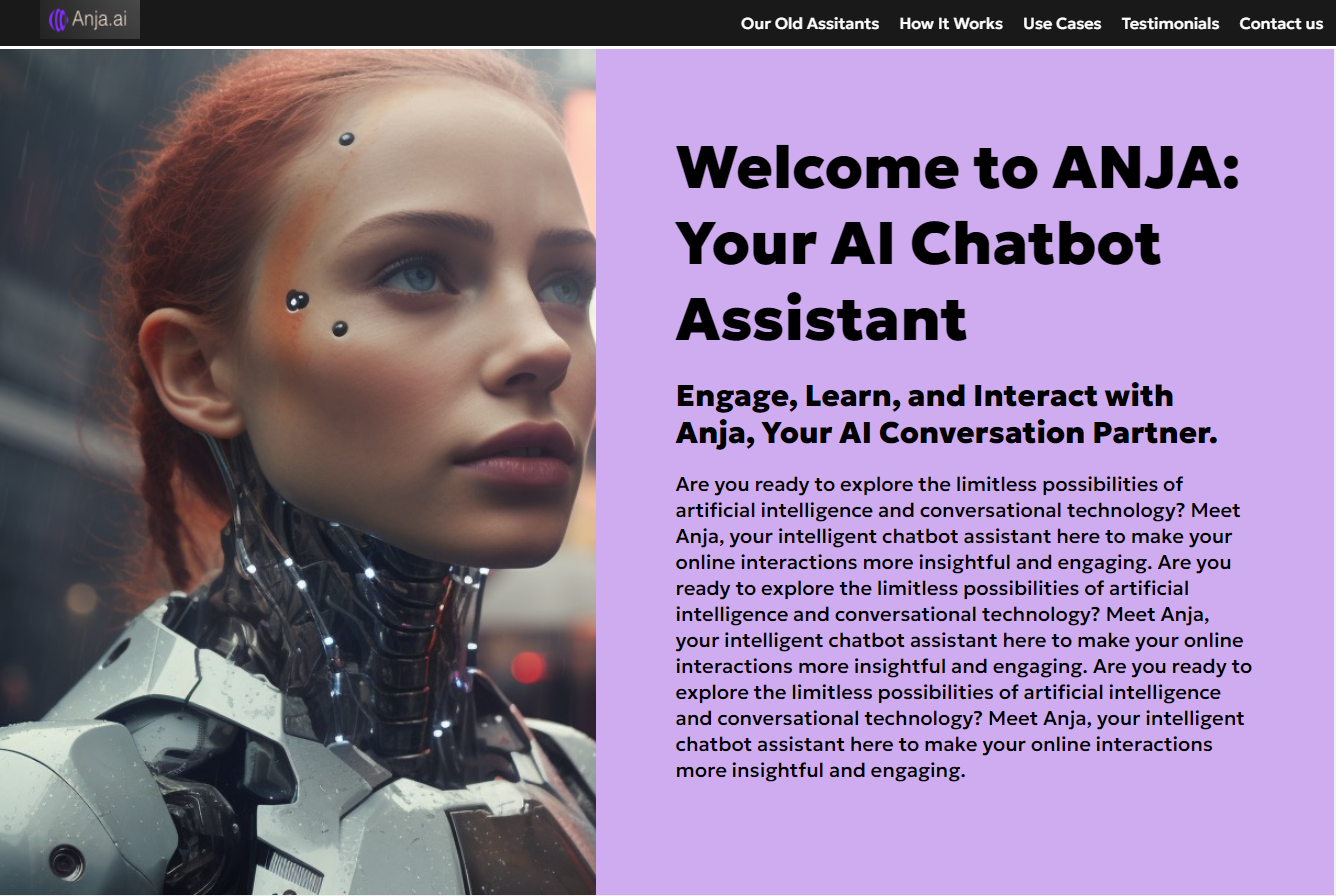 Anja.ai
Our Old Assitants How It Works Use Cases Testimonials Contact us
Welcome to ANJA:
Your AI Chatbot
Assistant
Engage, Learn, and Interact with
Anja, Your AI Conversation Partner.
Are you ready to explore the limitless possibilities of
artificial intelligence and conversational technology? Meet
Anja, your intelligent chatbot assistant here to make your
online interactions more insightful and engaging. Are you
ready to explore the limitless possibilities of artificial
intelligence and conversational technology? Meet Anja,
your intelligent chatbot assistant here to make your online
interactions more insightful and engaging. Are you ready to
explore the limitless possibilities of artificial intelligence
and conversational technology? Meet Anja, your intelligent
chatbot assistant here to make your online interactions
more insightful and engaging.